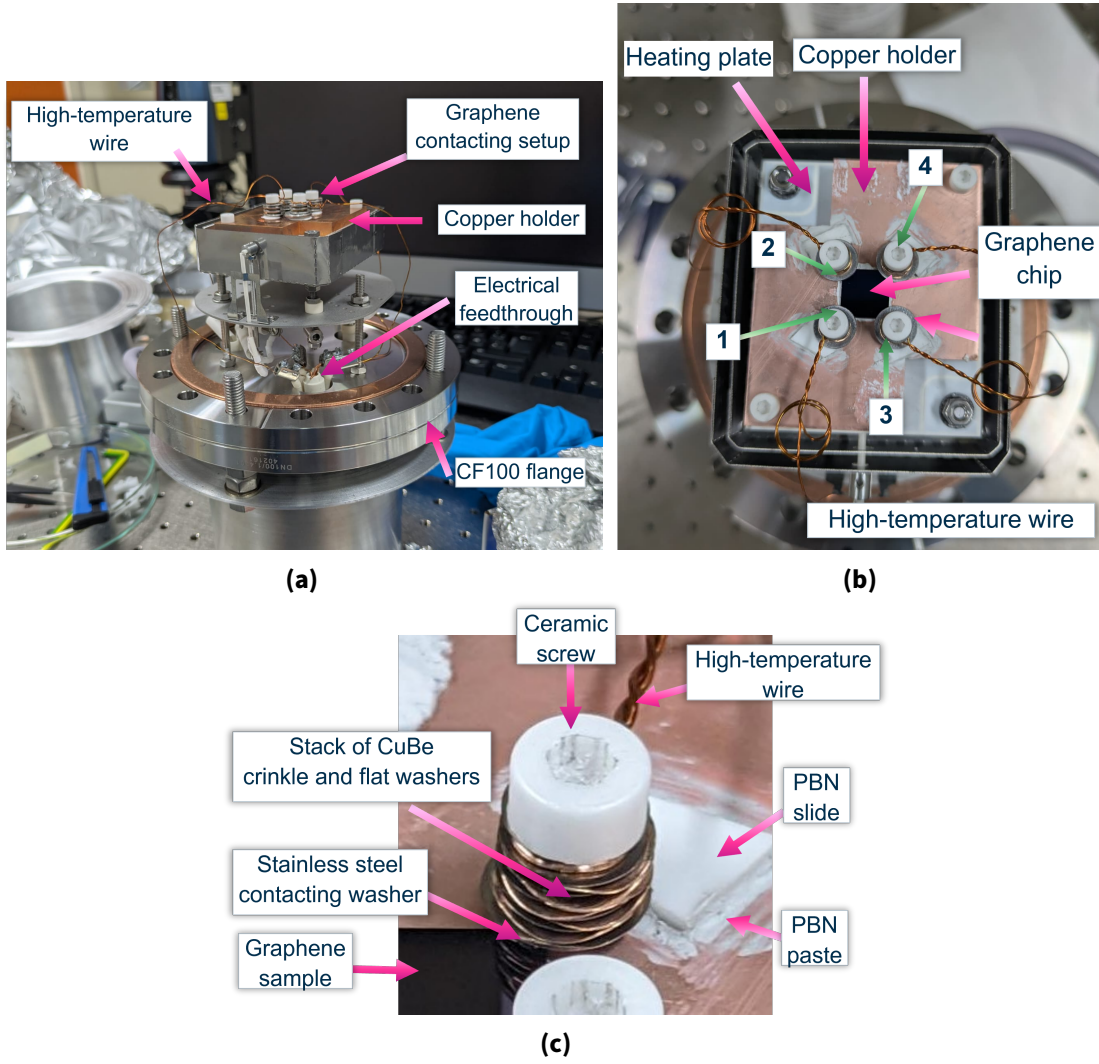 High-temperature
wire
Graphene
contacting setup
Copper holder
Electrical
feedthrough
CF100 flange
(a)
Heating plate
Copper holder
4
2
Graphene
chip
1
3
High-temperature wire
(b)
Ceramic
screw
High-temperature
wire
Stack of CuBe
crinkle and flat washers
PBN
slide
Stainless steel
contacting washer
PBN
paste
Graphene
sample
(c)